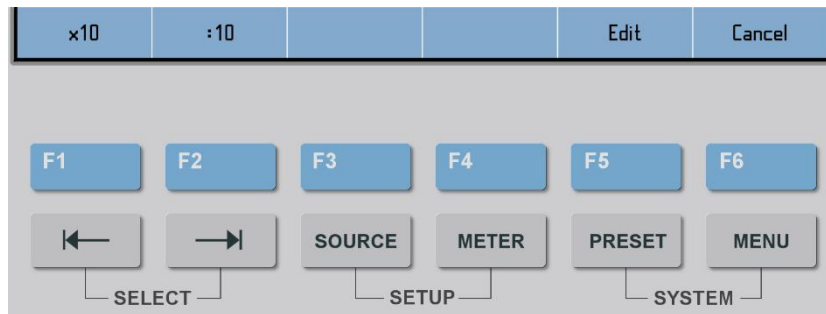 x10 :10 Edit Cancel
F1 F2 F3 F4 F5 F6
SOURCE METER PRESET MENU
SELECT SETUP SYSTEM